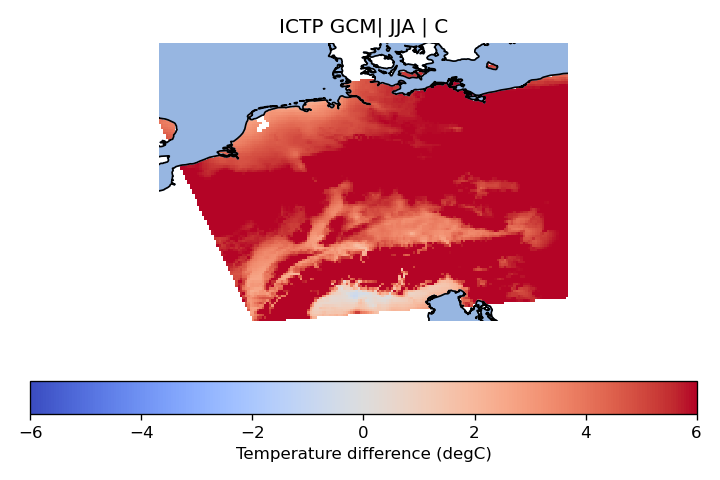 ICTP GCM| JJA | C
−6 −4 −2 0 2 4 6
Temperature difference (degC)